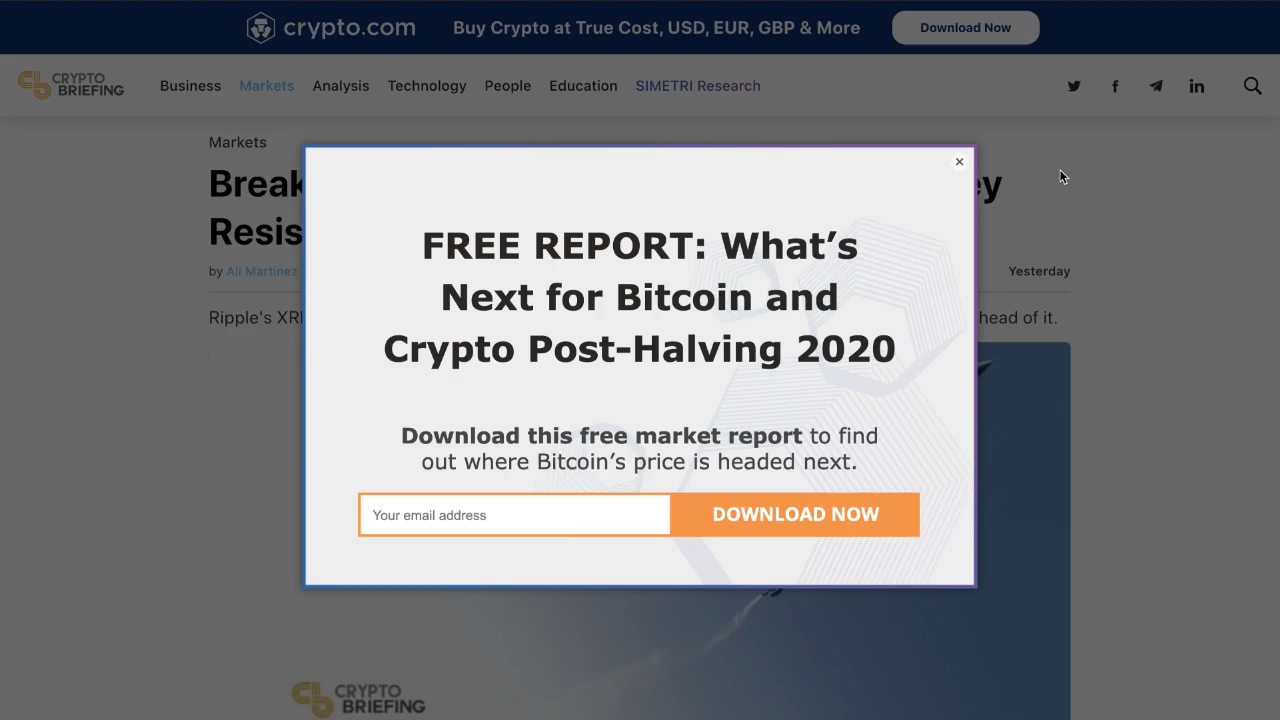 crypto.com
Buy Crypto at True Cost, USD, EUR, GBP & More
Download Now
CRYPTO
BRIEFING
Business Markets Analysis Technology People Education SIMETRI Research
Markets
FREE REPORT: What’s
Next for Bitcoin and
Crypto Post-Halving 2020
Download this free market report to find
out where Bitcoin’s price is headed next.
Your email address
DOWNLOAD NOW
by Ali Martinez
Yesterday
Ripple's
head of it.
CRYPTO
BRIEFING